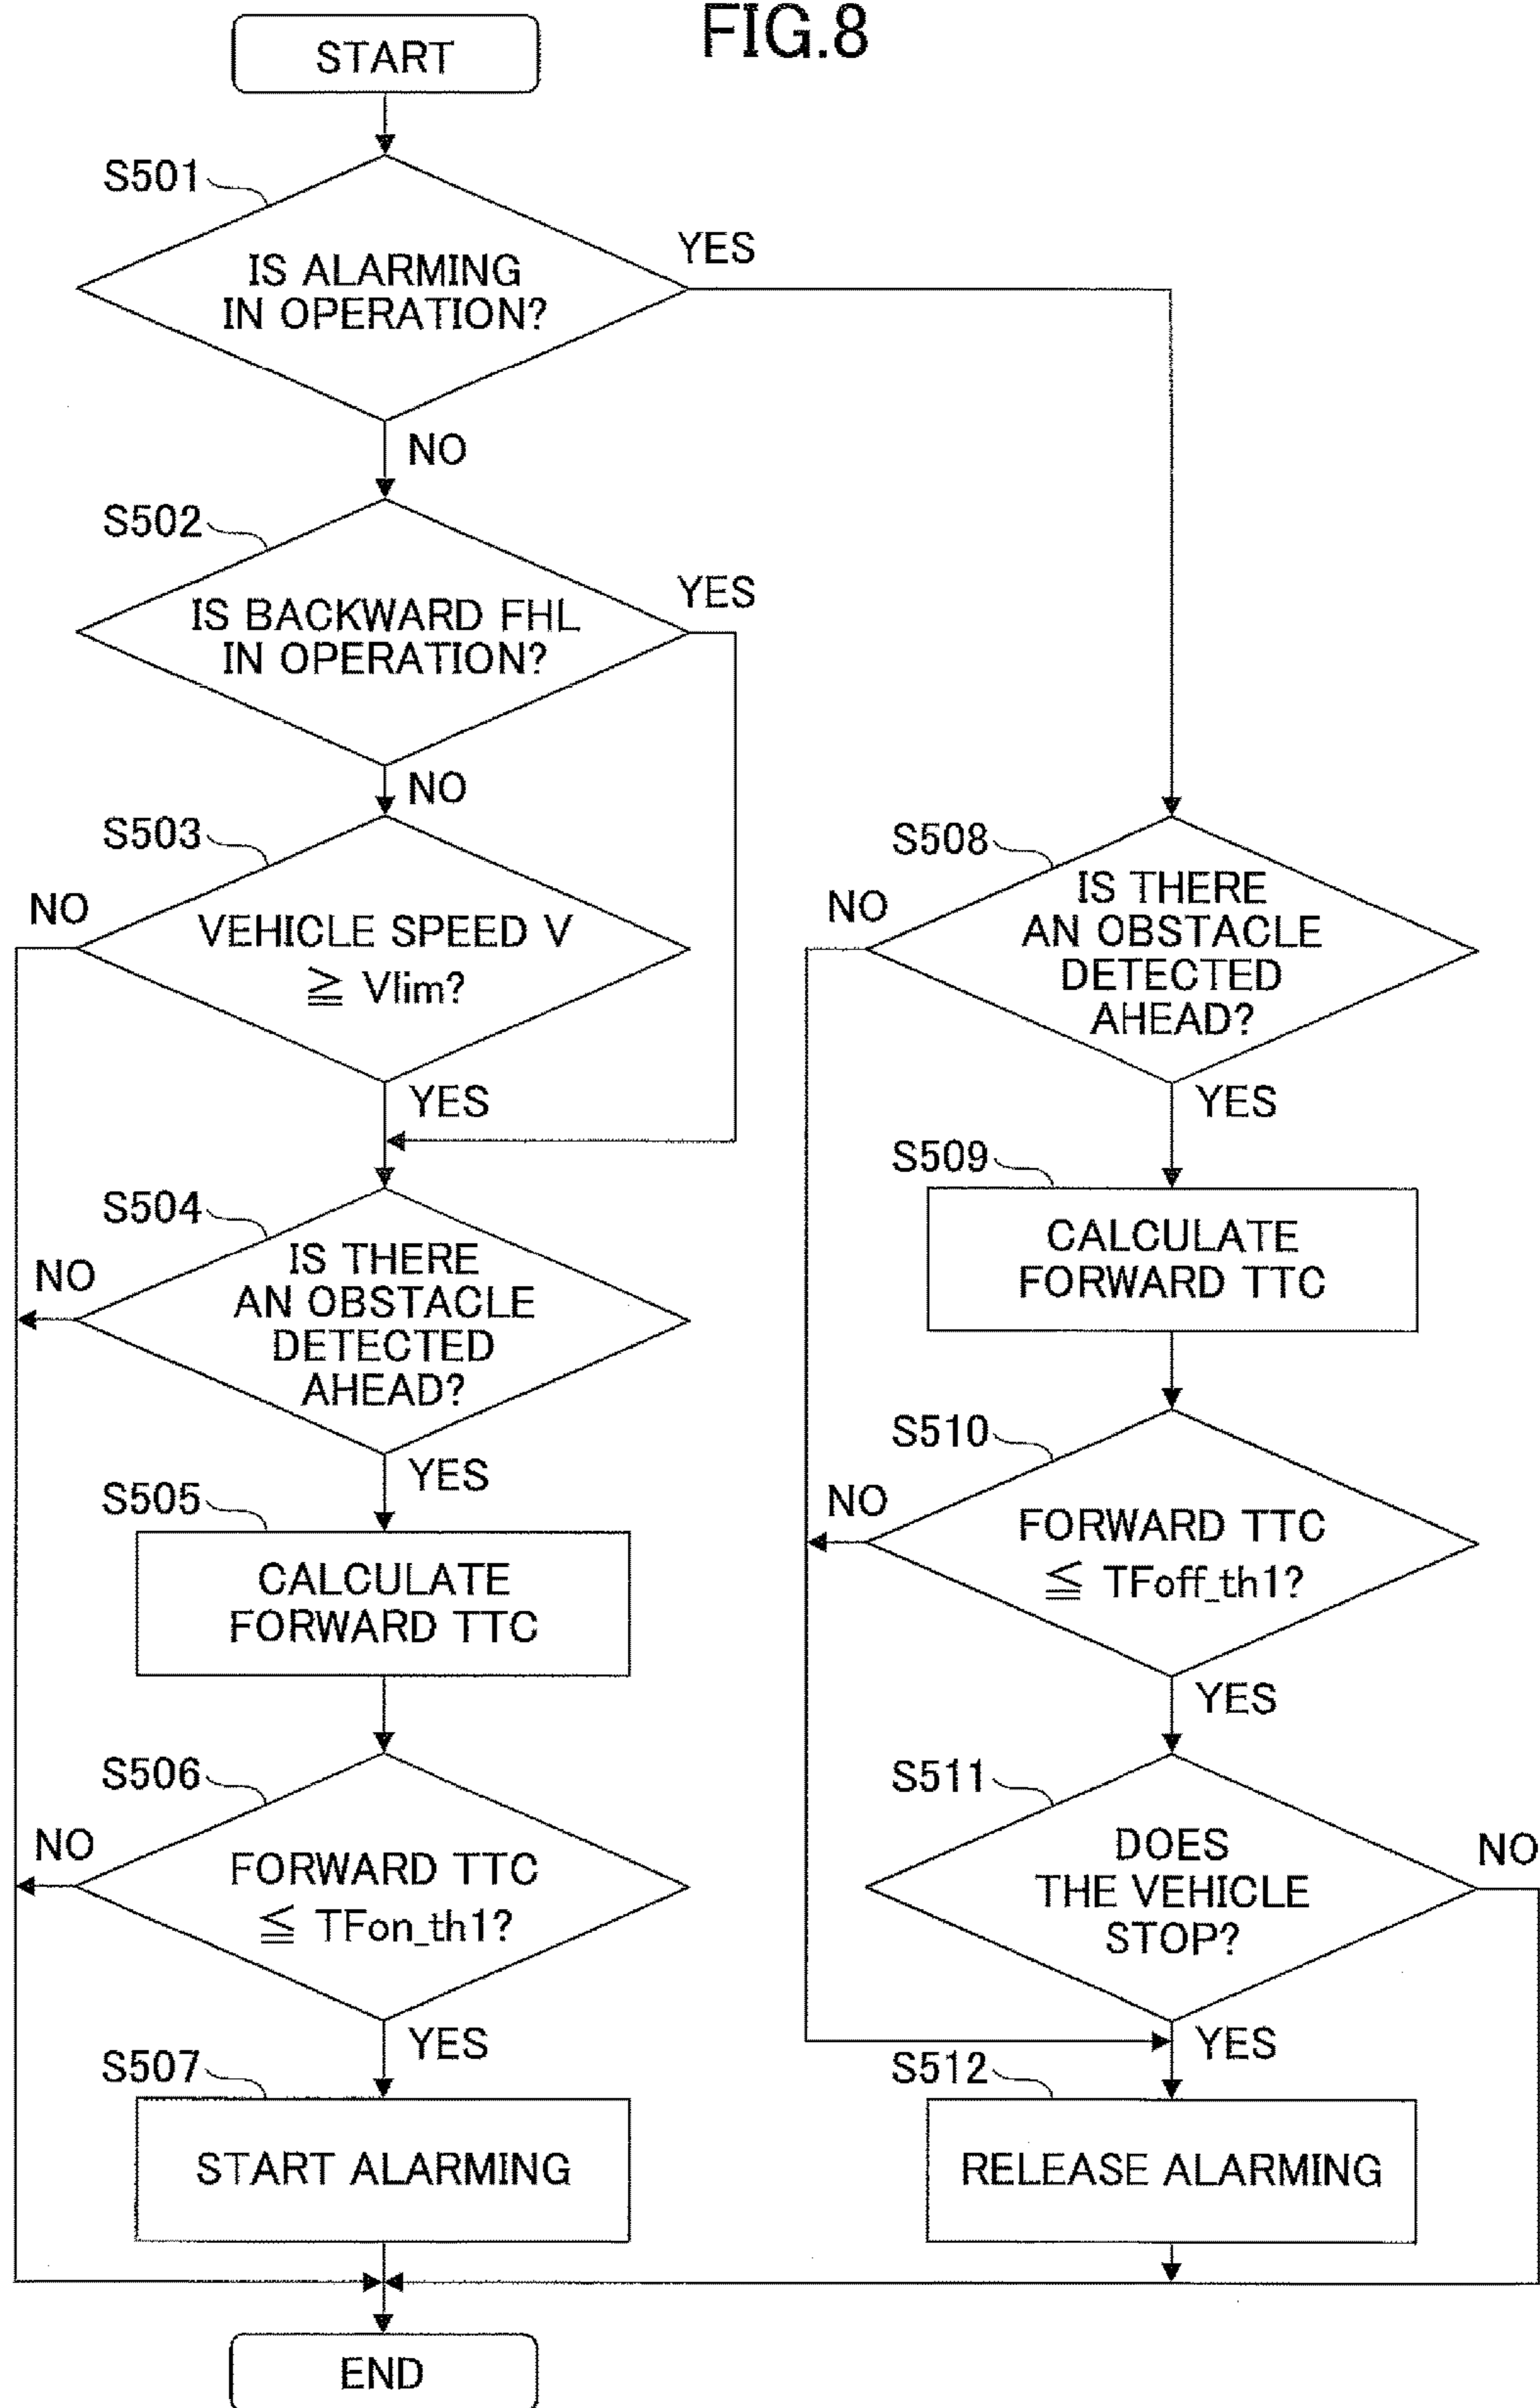 FIG.8
START
S501
IS ALARMING
IN OPERATION?
YES
NO
S502
IS BACKWARD FHL
IN OPERATION?
YES
NO
S503
VEHICLE SPEED V
≧ Vlim?
NO
YES
S504
IS THERE
AN OBSTACLE
DETECTED
AHEAD?
NO
YES
S505
CALCULATE
FORWARD TTC
S506
FORWARD TTC
≦ TFon_th1?
NO
YES
S507
START ALARMING
S508
IS THERE
AN OBSTACLE
DETECTED
AHEAD?
NO
YES
S509
CALCULATE
FORWARD TTC
S510
FORWARD TTC
≦ TFoff_th1?
NO
YES
S511
DOES
THE VEHICLE
STOP?
NO
YES
S512
RELEASE ALARMING
END